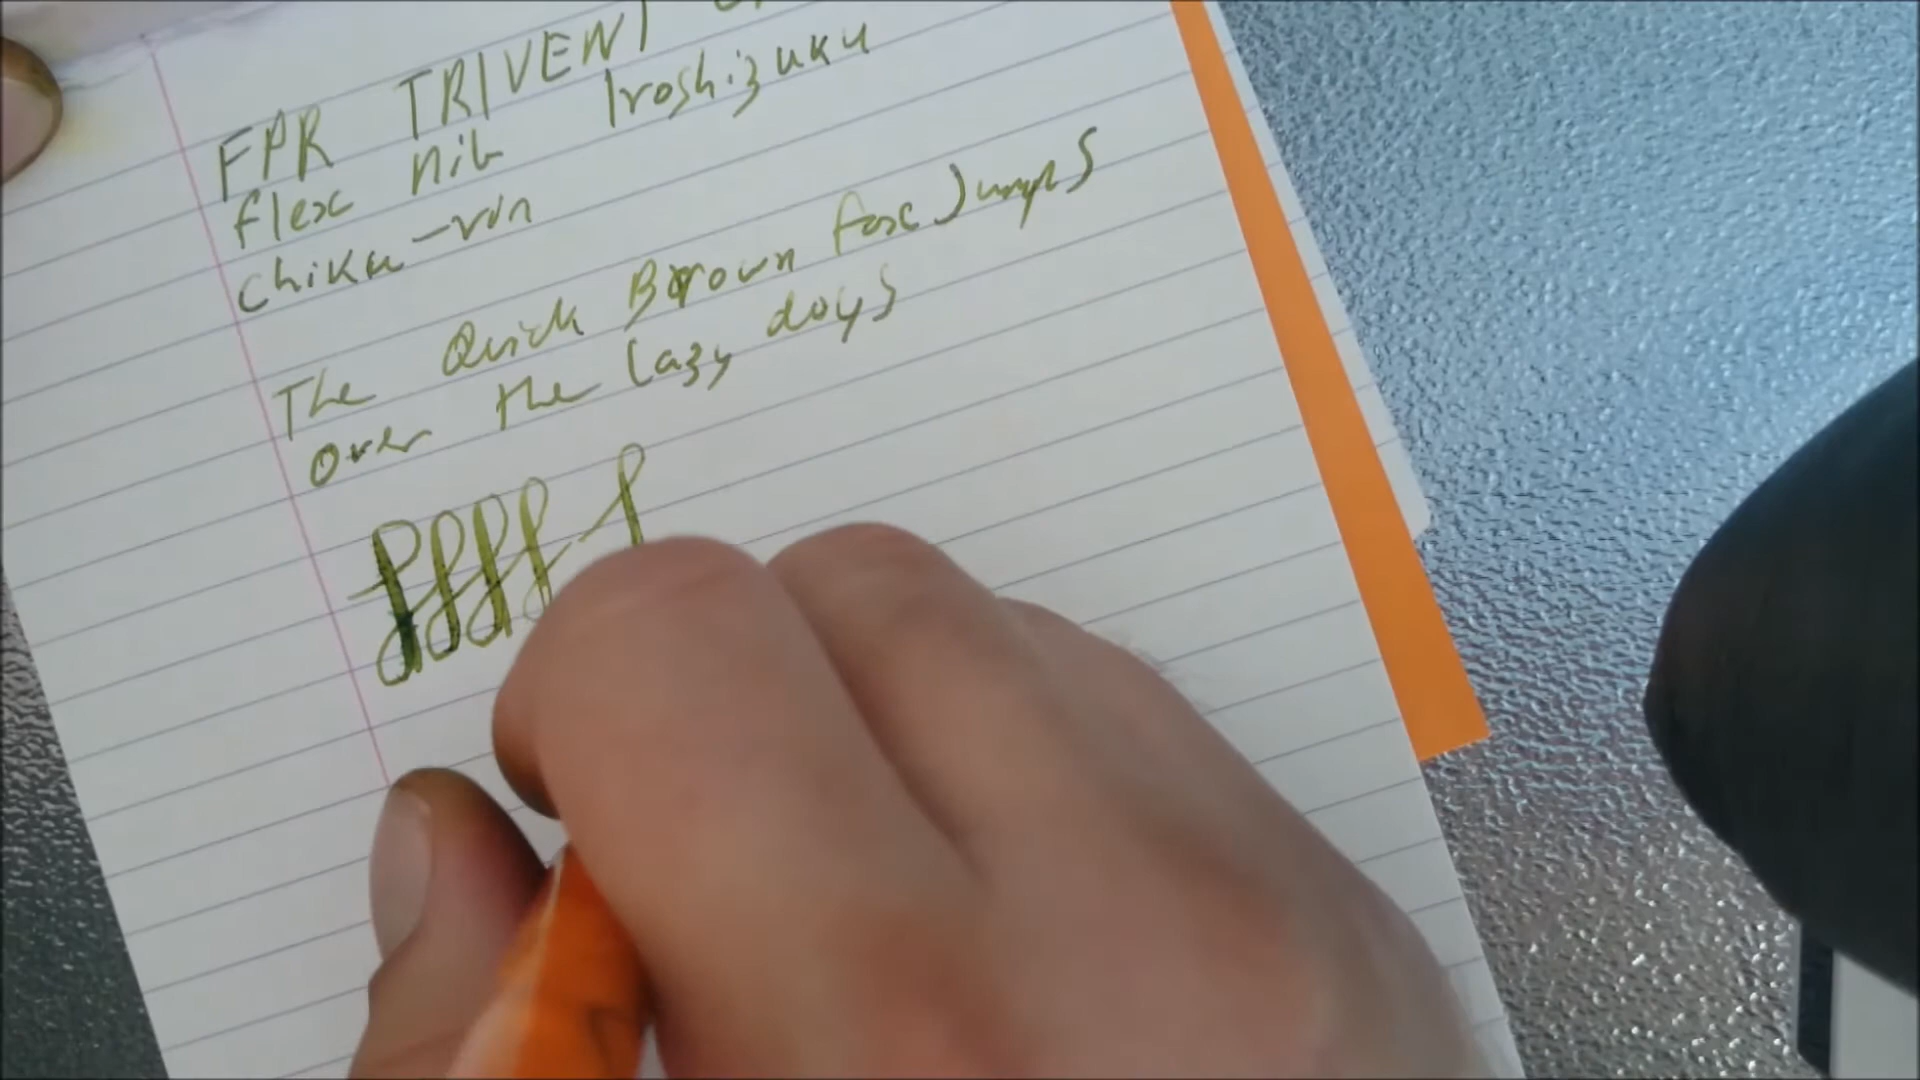 FPR TRIVENI
flex nib Iroshizuku
chiku-rin
The Quick Brown fox Jumps
over the lazy dogs